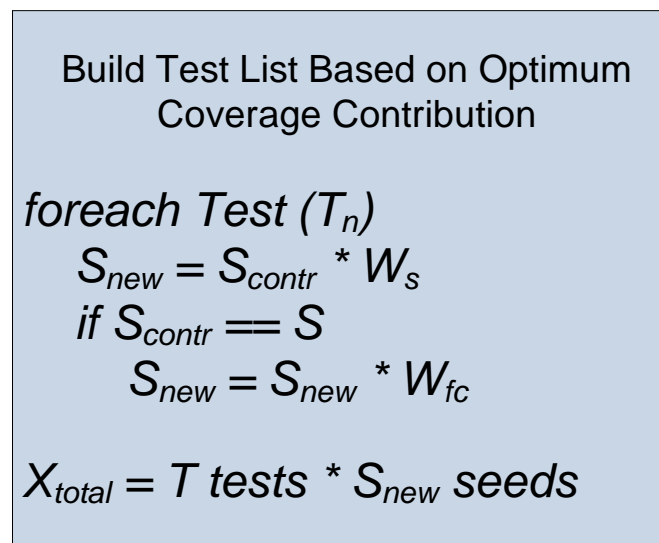 Build Test List Based on Optimum
Coverage Contribution
foreach Test (Tn)
Snew = Scontr * Ws
if Scontr == S
Snew = Snew * Wfc
Xtotal = T tests * Snew seeds